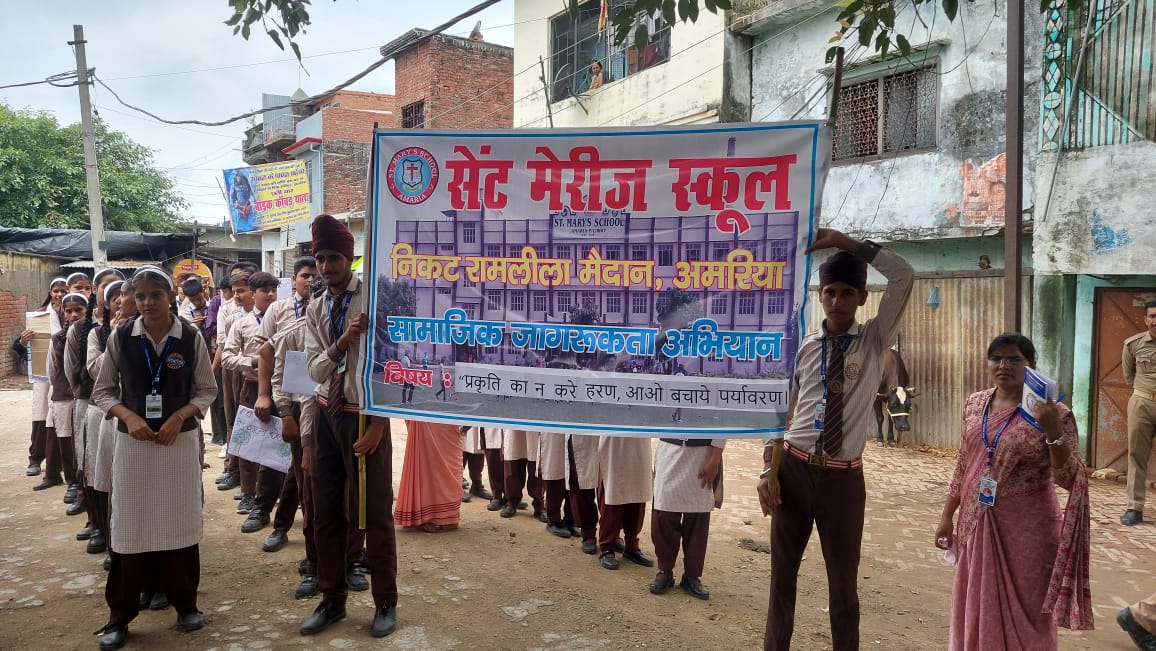 ST. MARY'S SCHOOL
AMARIA
सेंट मेरीज स्कूल
ST. MARY'S SCHOOL
निकट रामलीला मैदान, अमरिया
सामाजिक जागरूकता अभियान
विषय : "प्रकृति का न करे हरण, आओ बचाये पर्यावरण।